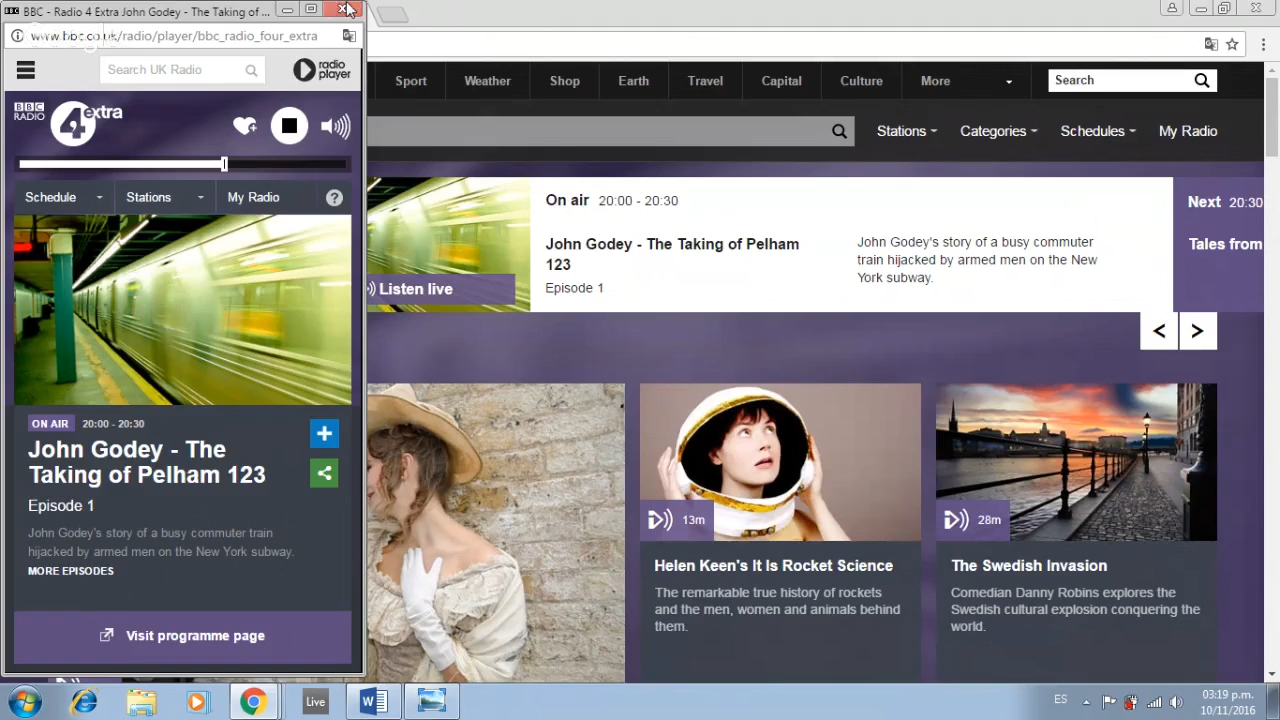 BBC - Radio 4 Extra John Godey - The Taking of ...
www.bbc.co.uk/radio/player/bbc_radio_four_extra
Search UK Radio
radio
player
BBC
RADIO
4 extra
Schedule
Stations
My Radio
?
ON AIR 20:00 - 20:30
John Godey - The
Taking of Pelham 123
Episode 1
John Godey's story of a busy commuter train
hijacked by armed men on the New York subway.
MORE EPISODES
Visit programme page
Sport
Weather
Shop
Earth
Travel
Capital
Culture
More
Search
Stations
Categories
Schedules
My Radio
Listen live
On air 20:00 - 20:30
John Godey - The Taking of Pelham
123
Episode 1
John Godey's story of a busy commuter
train hijacked by armed men on the New
York subway.
Next 20:30
Tales from
< >
13m
Helen Keen's It Is Rocket Science
The remarkable true history of rockets
and the men, women and animals behind
them.
28m
The Swedish Invasion
Comedian Danny Robins explores the
Swedish cultural explosion conquering the
world.
Live
ES
03:19 p.m.
10/11/2016